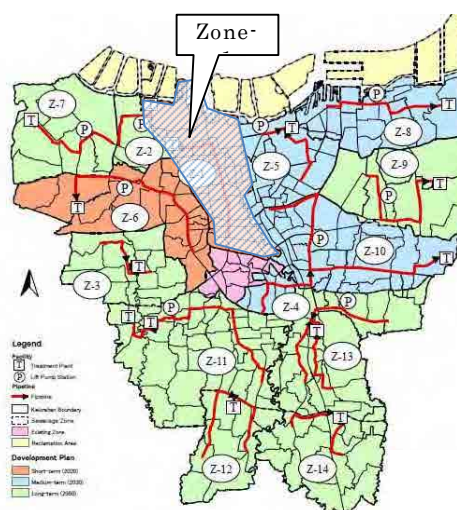 Zone-
Z-7
T
P
P
Z-2
Z-5
P
P
T
T
Z-8
Z-9
T
P
P
Z-6
T
Z-10
T
Z-3
T
Z-4
P
T
P
T
T
Z-11
Z-13
T
T
Z-12
Z-14
Legend
Facility
T Treatment Plant
P Lift Pump Station
Pipeline
Pipeline
Kelurahan Boundary
Sewerage Zone
Existing Zone
Reclamation Area
Development Plan
Short-term (2020)
Medium-term (2030)
Long-term (2050)